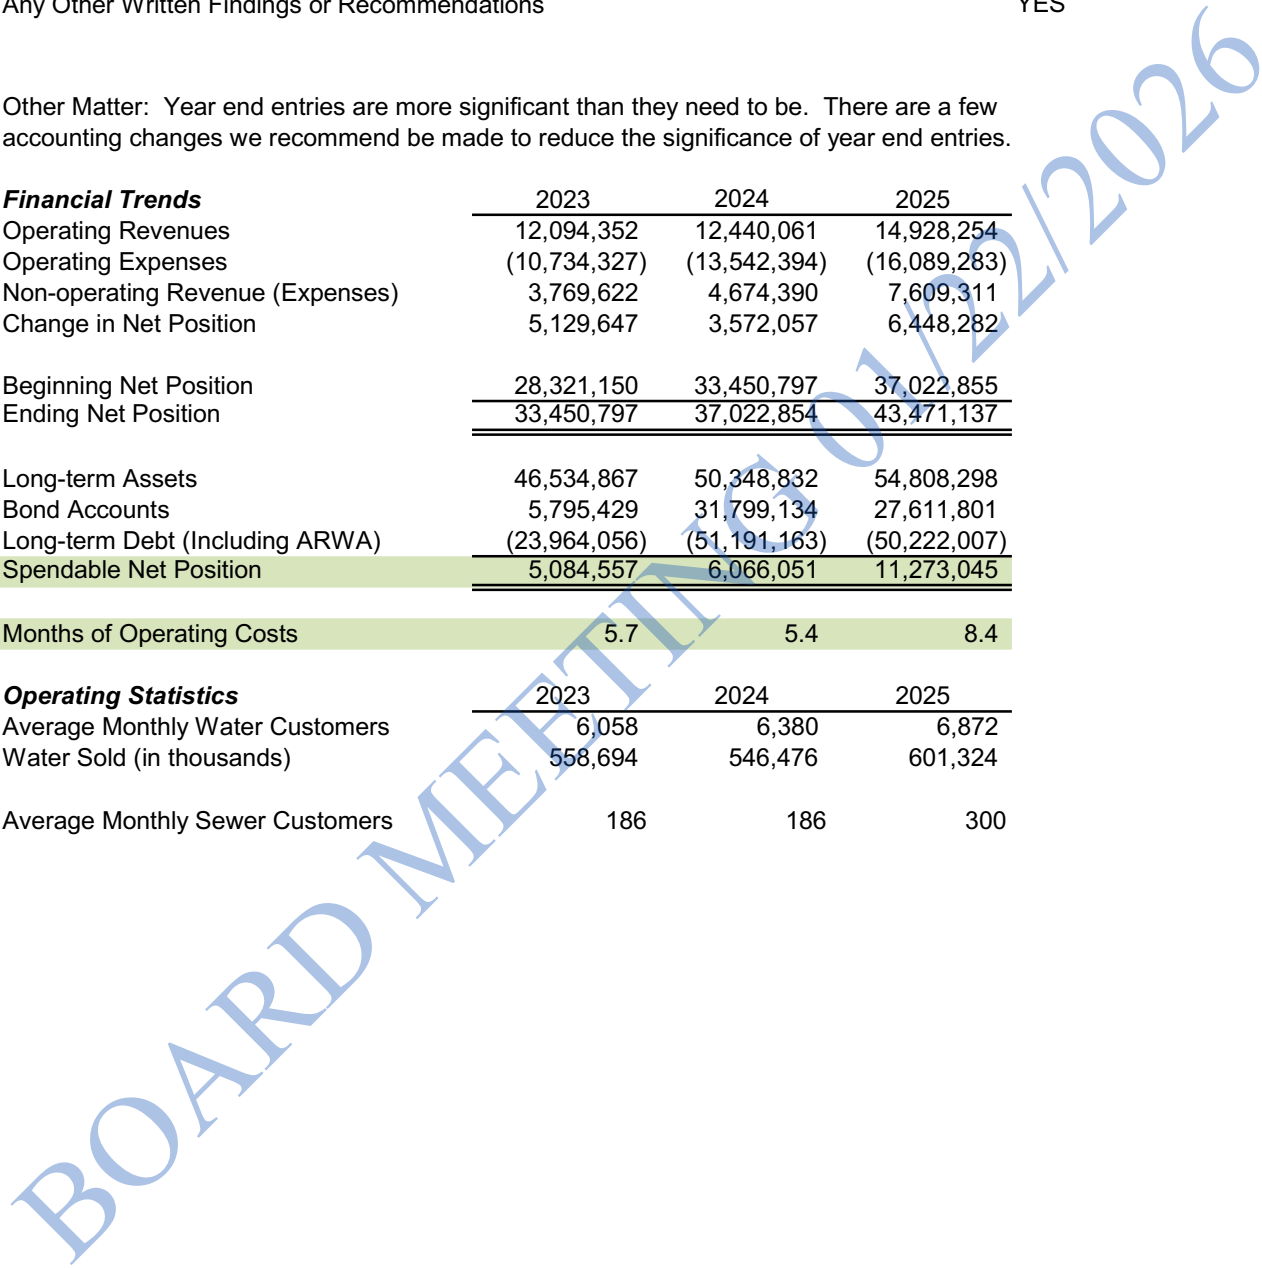 Any Other Written Findings or Recommendations YES
Other Matter: Year end entries are more significant than they need to be. There are a few
accounting changes we recommend be made to reduce the significance of year end entries.
Financial Trends 2023 2024 2025
Operating Revenues 12,094,352 12,440,061 14,928,254
Operating Expenses (10,734,327) (13,542,394) (16,089,283)
Non-operating Revenue (Expenses) 3,769,622 4,674,390 7,609,311
Change in Net Position 5,129,647 3,572,057 6,448,282
Beginning Net Position 28,321,150 33,450,797 37,022,855
Ending Net Position 33,450,797 37,022,854 43,471,137
Long-term Assets 46,534,867 50,348,832 54,808,298
Bond Accounts 5,795,429 31,799,134 27,611,801
Long-term Debt (Including ARWA) (23,964,056) (51,191,163) (50,222,007)
Spendable Net Position 5,084,557 6,066,051 11,273,045
Months of Operating Costs 5.7 5.4 8.4
Operating Statistics 2023 2024 2025
Average Monthly Water Customers 6,058 6,380 6,872
Water Sold (in thousands) 558,694 546,476 601,324
Average Monthly Sewer Customers 186 186 300
BOARD MEETING 01/22/2026